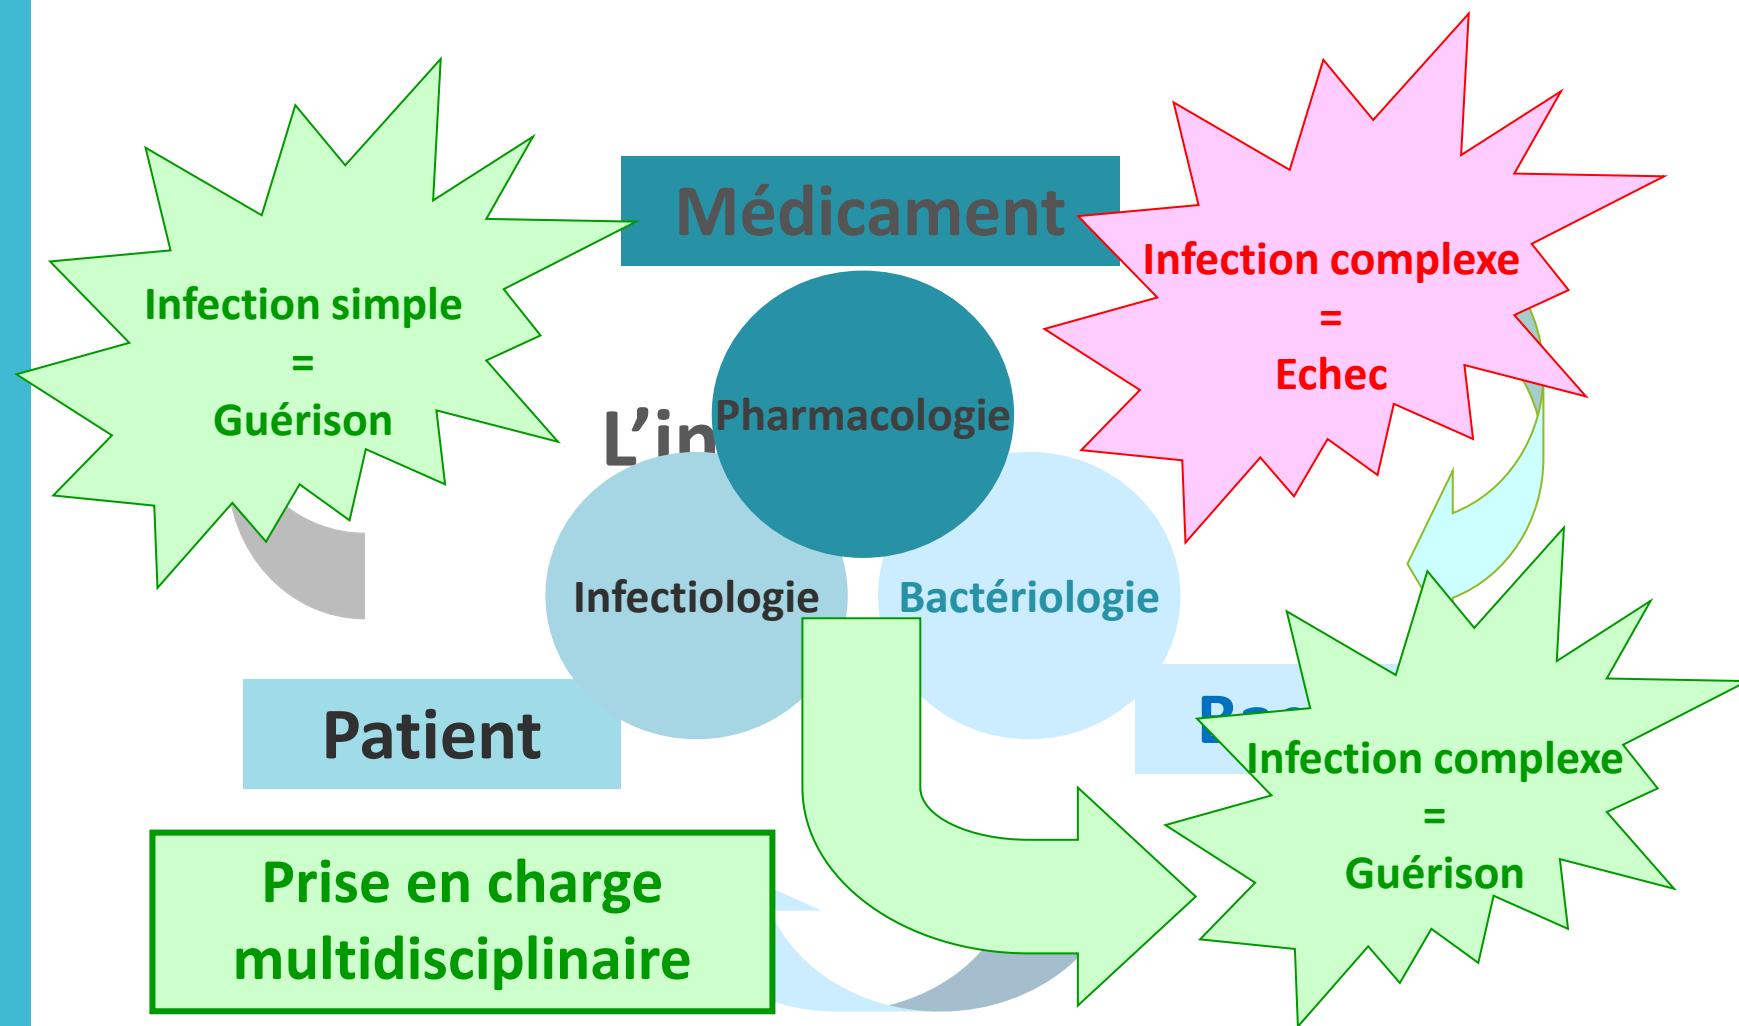 Médicament
Infection simple
=
Guérison
Infection complexe
=
Echec
Pharmacologie
Infectiologie
Bactériologie
Patient
Infection complexe
=
Guérison
Prise en charge
multidisciplinaire